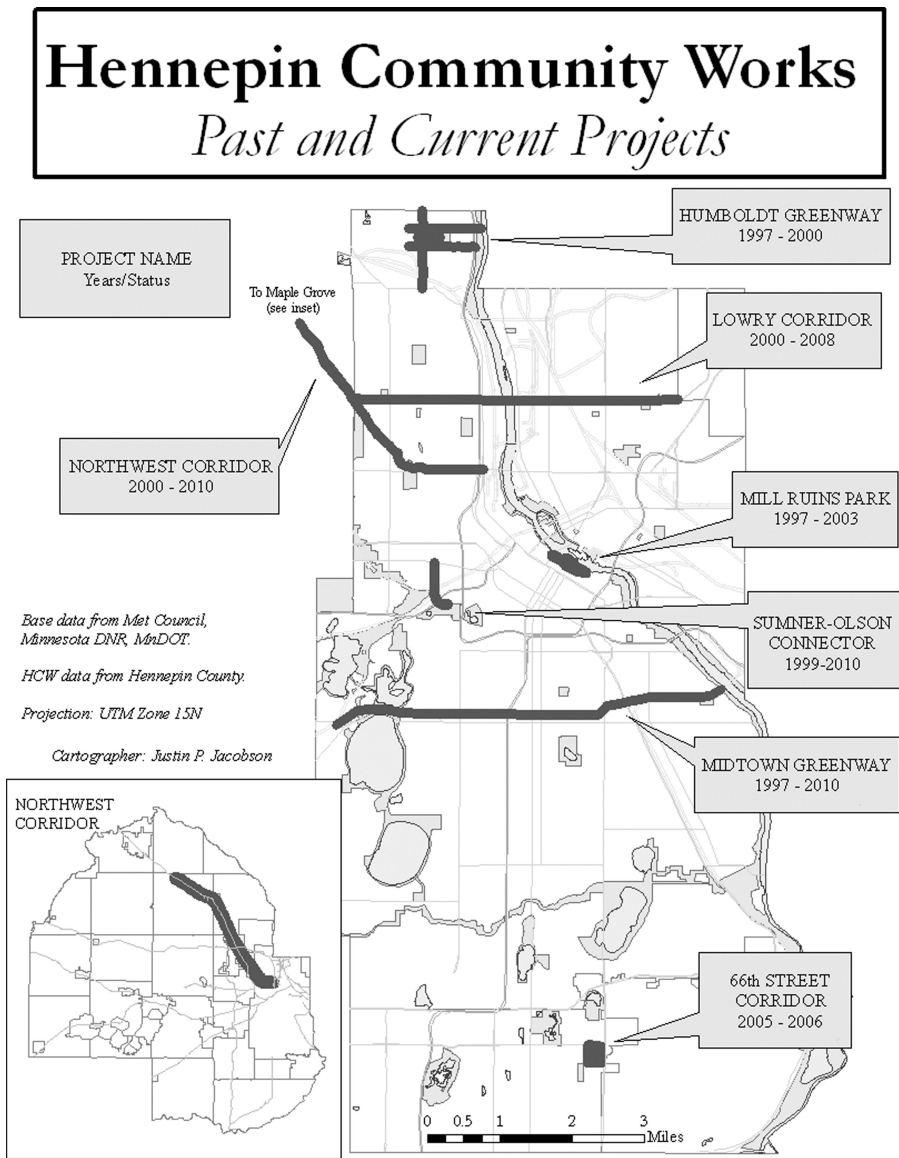 Hennepin Community Works
Past and Current Projects
PROJECT NAME
Years/Status
HUMBOLDT GREENWAY
1997 - 2000
To Maple Grove
(see inset)
LOWRY CORRIDOR
2000 - 2008
NORTHWEST CORRIDOR
2000 - 2010
MILL RUINS PARK
1997 - 2003
SUMNER-OLSON
CONNECTOR
1999-2010
Base data from Met Council,
Minnesota DNR, MnDOT.
HCW data from Hennepin County.
Projection: UTM Zone 15N
Cartographer: Justin P. Jacobson
MIDTOWN GREENWAY
1997 - 2010
NORTHWEST
CORRIDOR
66th STREET
CORRIDOR
2005 - 2006
0 0.5 1 2 3
Miles